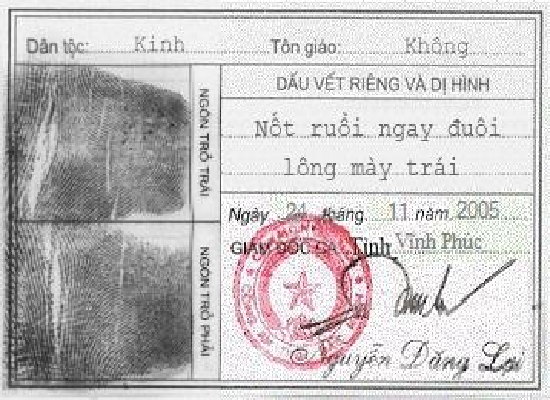 Dân tộc: Kinh Tôn giáo: Không
NGÓN TRỎ TRÁI
NGÓN TRỎ PHẢI
DẤU VẾT RIÊNG VÀ DỊ HÌNH
Nốt ruồi ngay đuôi
lông mày trái
Ngày 24 tháng 11 năm 2005
GIÁM ĐỐC CA Tỉnh Vĩnh Phúc
Nguyễn Đăng Loi